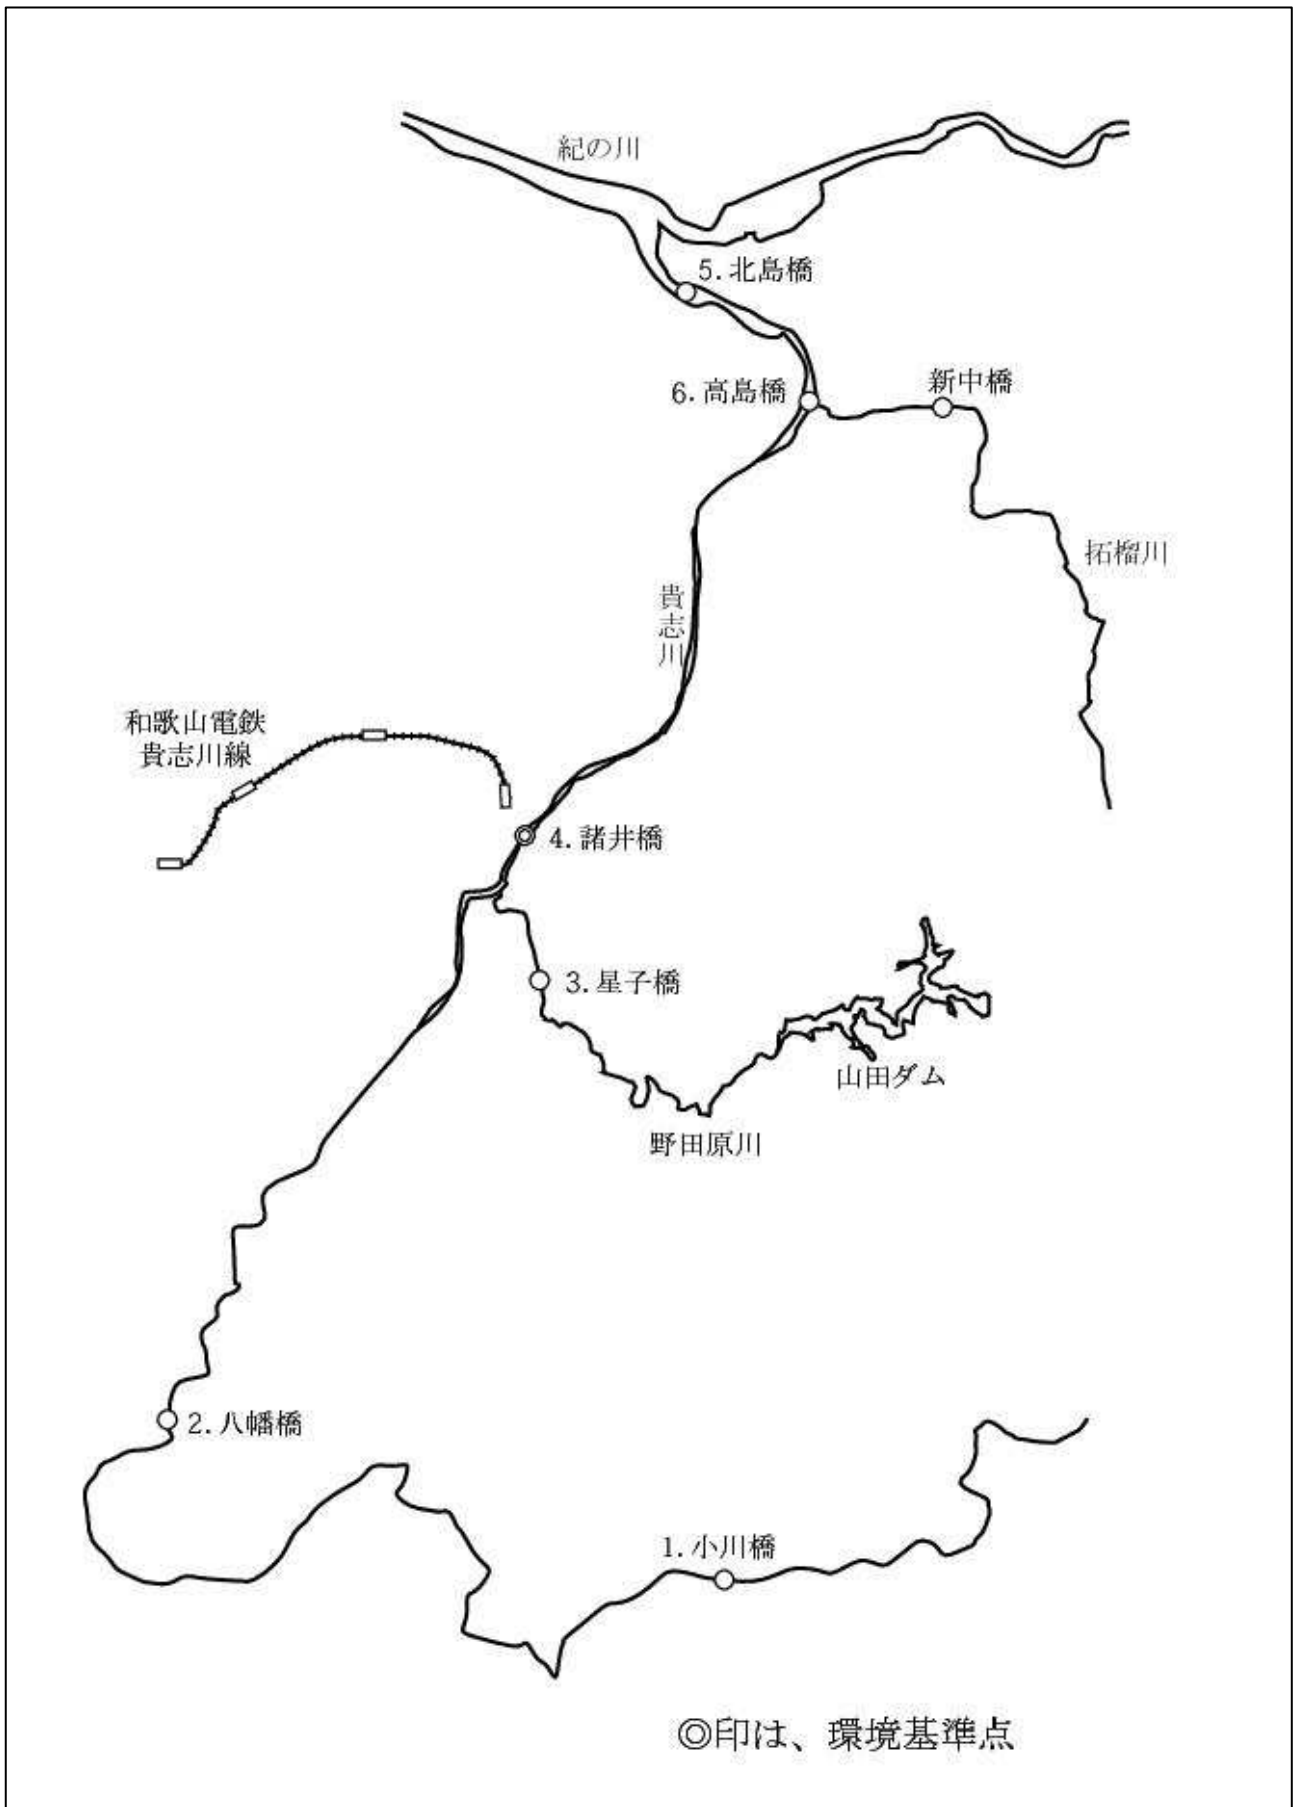 紀の川
5.北島橋
6.高島橋
新中橋
拓榴川
貴志川
和歌山電鉄
貴志川線
4.諸井橋
3.星子橋
山田ダム
野田原川
2.八幡橋
1.小川橋
◎印は、環境基準点